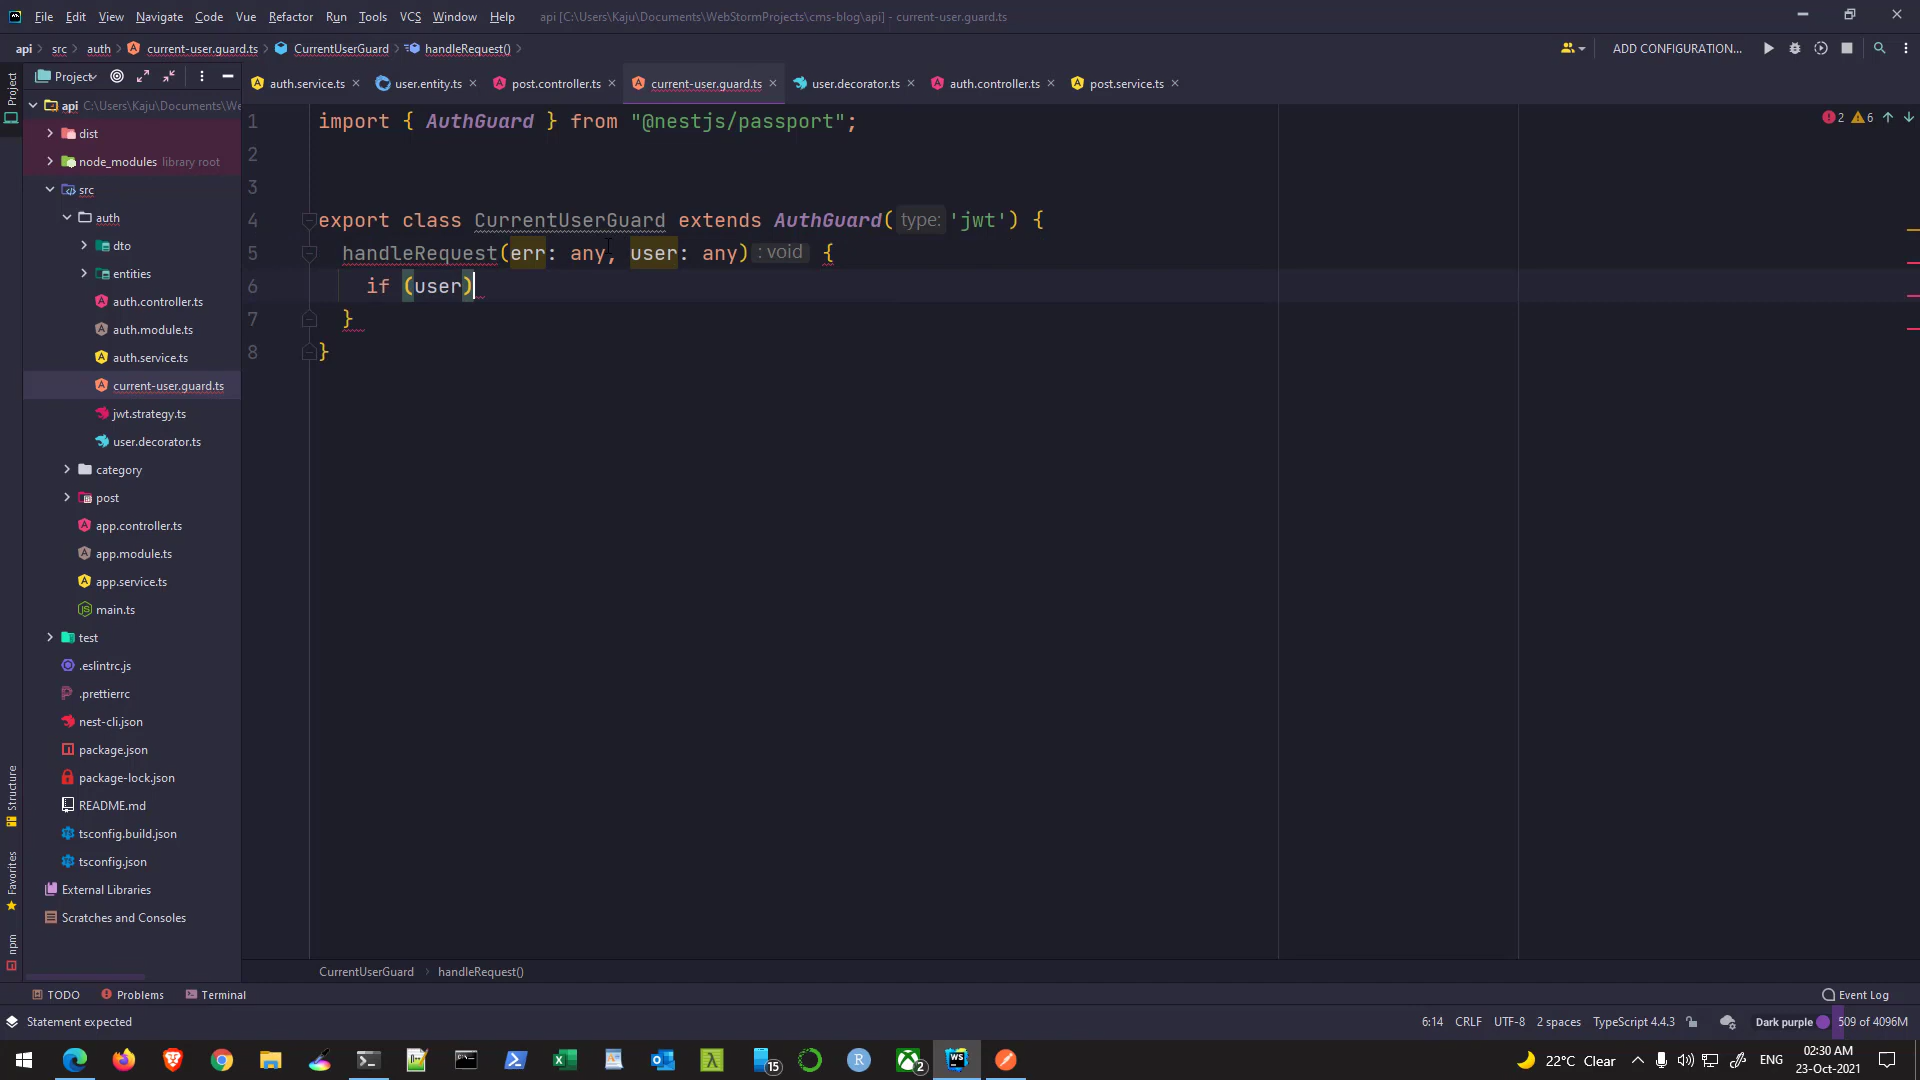 File Edit View Navigate Code Vue Refactor Run Tools VCS Window Help api [C:\Users\Kaju\Documents\WebStormProjects\cms-blog\api] - current-user.guard.ts
api src auth current-user.guard.ts CurrentUserGuard handleRequest() ADD CONFIGURATION...
Project
auth.service.ts user.entity.ts post.controller.ts current-user.guard.ts user.decorator.ts auth.controller.ts post.service.ts
api C:\Users\Kaju\Documents\We
dist
node_modules library root
src
auth
dto
entities
auth.controller.ts
auth.module.ts
auth.service.ts
current-user.guard.ts
jwt.strategy.ts
user.decorator.ts
category
post
app.controller.ts
app.module.ts
app.service.ts
main.ts
test
.eslintrc.js
.prettierrc
nest-cli.json
package.json
package-lock.json
README.md
tsconfig.build.json
tsconfig.json
External Libraries
Scratches and Consoles
Project
Structure
Favorites
npm
1 import { AuthGuard } from "@nestjs/passport";
2
3
4 export class CurrentUserGuard extends AuthGuard( type: 'jwt') {
5 handleRequest(err: any, user: any) : void {
6 if (user)
7 }
8 }
2 6
CurrentUserGuard handleRequest()
TODO Problems Terminal Event Log
Statement expected 6:14 CRLF UTF-8 2 spaces TypeScript 4.4.3 Dark purple 509 of 4096M
15 2 22°C Clear ENG 02:30 AM
23-Oct-2021